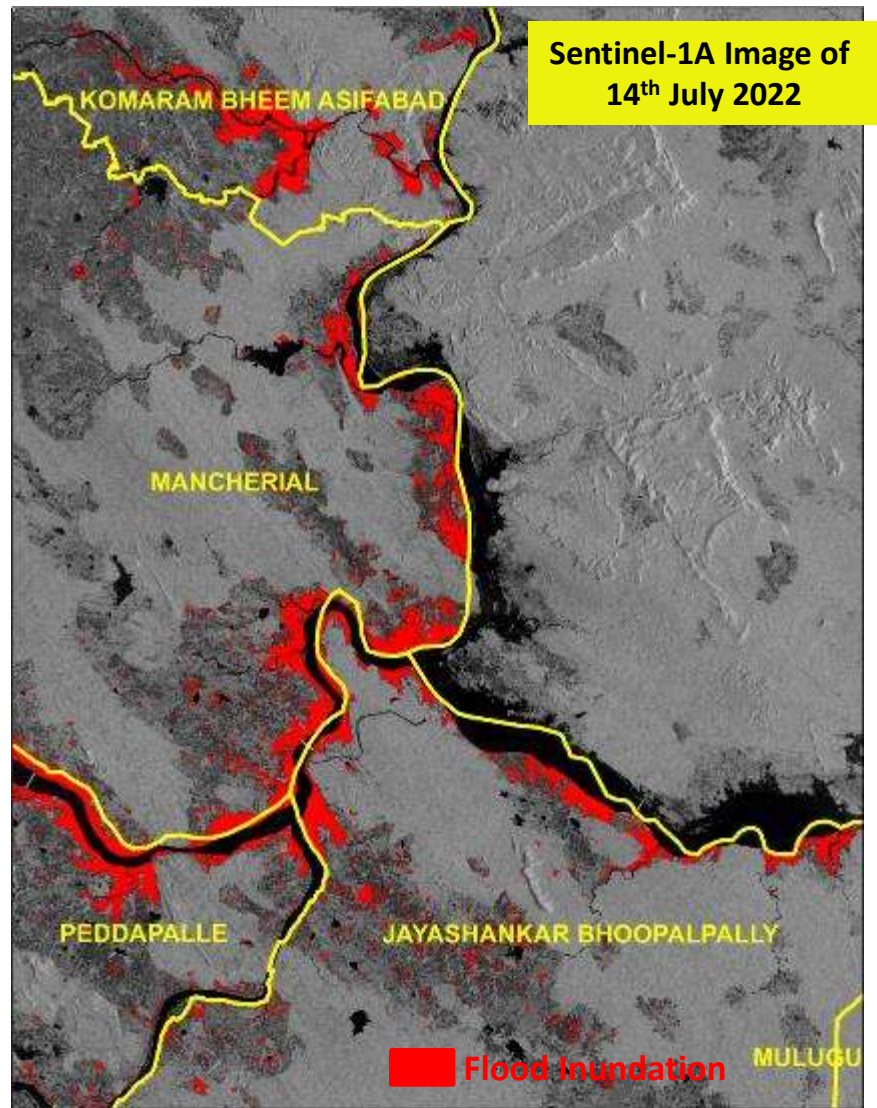 Sentinel-1A Image of
14th July 2022
KOMARAM BHEEM ASIFABAD
MANCHERIAL
PEDDAPALLE
JAYASHANKAR BHOOPALPALLY
MULUGU
Flood Inundation